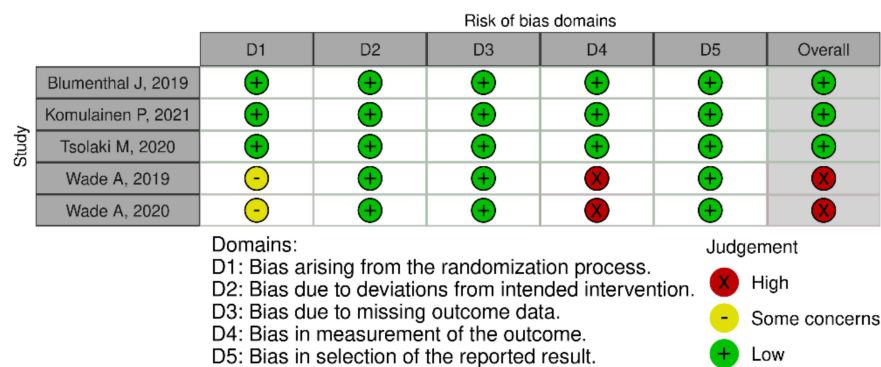 Risk of bias domains
D1 D2 D3 D4 D5 Overall
Study
Blumenthal J, 2019 + + + + + +
Komulainen P, 2021 + + + + + +
Tsolaki M, 2020 + + + + + +
Wade A, 2019 - + + X + X
Wade A, 2020 - + + X + X
Domains:
D1: Bias arising from the randomization process.
D2: Bias due to deviations from intended intervention.
D3: Bias due to missing outcome data.
D4: Bias in measurement of the outcome.
D5: Bias in selection of the reported result.
Judgement
X High
- Some concerns
+ Low